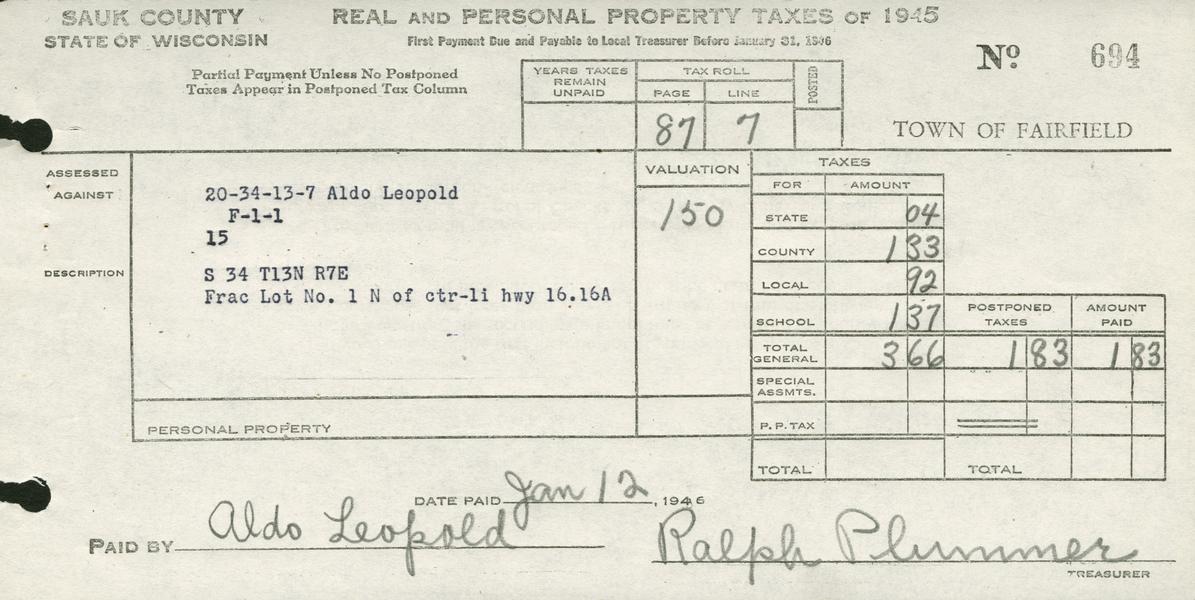 SAUK COUNTY REAL AND PERSONAL PROPERTY TAXES OF 1945
STATE OF WISCONSIN First Payment Due and Payable to Local Treasurer Before January 31, 1946
No 694
Partial Payment Unless No Postponed
Taxes Appear in Postponed Tax Column
YEARS TAXES
REMAIN
UNPAID
TAX ROLL
PAGE LINE
POSTED
87 7
TOWN OF FAIRFIELD
ASSESSED
AGAINST
20-34-13-7 Aldo Leopold
F-1-1
15
DESCRIPTION
S 34 T13N R7E
Frac Lot No. 1 N of ctr-li hwy 16.16A
PERSONAL PROPERTY
VALUATION
150
TAXES
FOR AMOUNT
STATE 04
COUNTY 1 33
LOCAL 92
SCHOOL 1 37
POSTPONED
TAXES
AMOUNT
PAID
TOTAL
GENERAL 3 66 1 83 1 83
SPECIAL
ASSMTS.
P. P. TAX
TOTAL TOTAL
DATE PAID Jan 12, 1946
PAID BY Aldo Leopold
Ralph Plummer
TREASURER